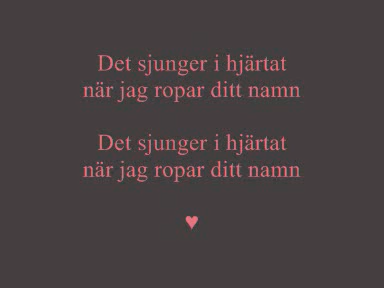 Det sjunger i hjärtat
när jag ropar ditt namn
Det sjunger i hjärtat
när jag ropar ditt namn
♥